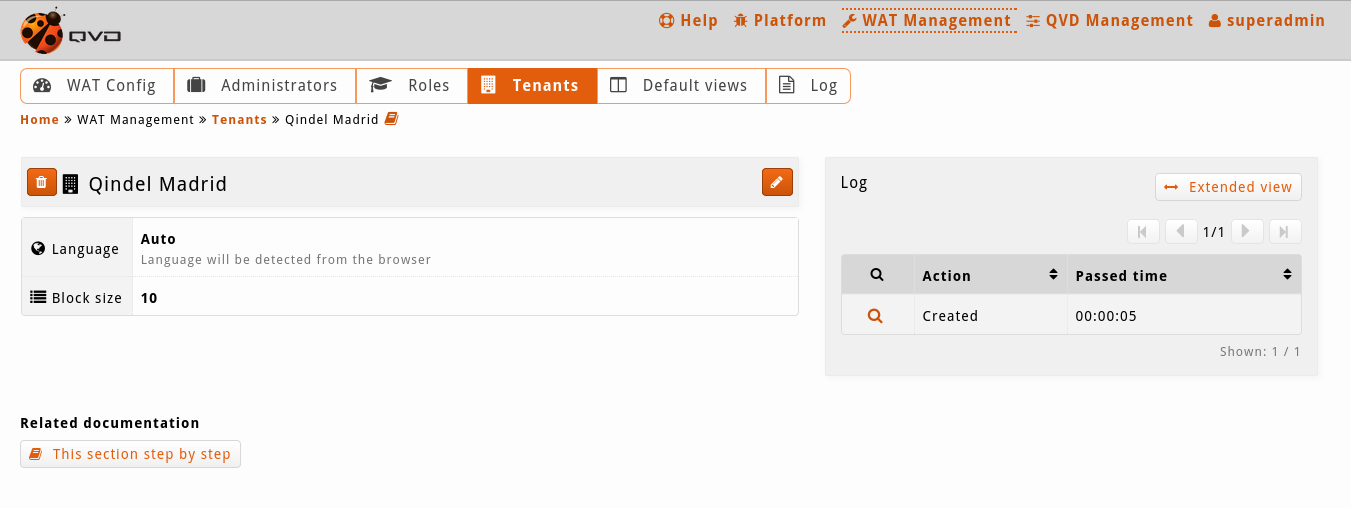 QVD
Help Platform WAT Management QVD Management superadmin
WAT Config Administrators Roles Tenants Default views Log
Home » WAT Management » Tenants » Qindel Madrid
Qindel Madrid
Language
Auto
Language will be detected from the browser
Block size 10
Log
Extended view
1/1
Action Passed time
Created 00:00:05
Shown: 1 / 1
Related documentation
This section step by step